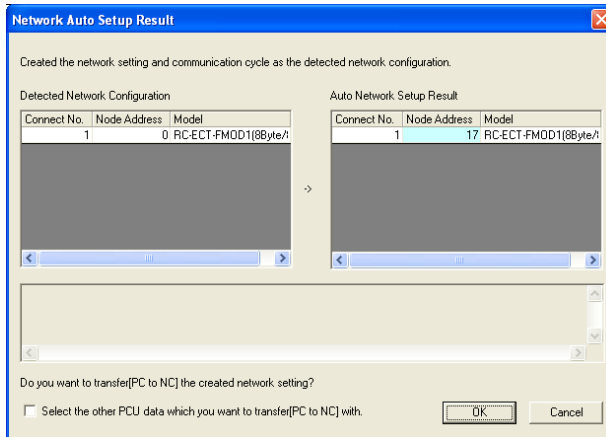 Network Auto Setup Result
Created the network setting and communication cycle as the detected network configuration.
Detected Network Configuration
Connect No. Node Address Model
1 0 RC-ECT-FMOD1(8Byte/
->
Auto Network Setup Result
Connect No. Node Address Model
1 17 RC-ECT-FMOD1(8Byte/
Do you want to transfer[PC to NC] the created network setting?
Select the other PCU data which you want to transfer[PC to NC] with.
OK
Cancel